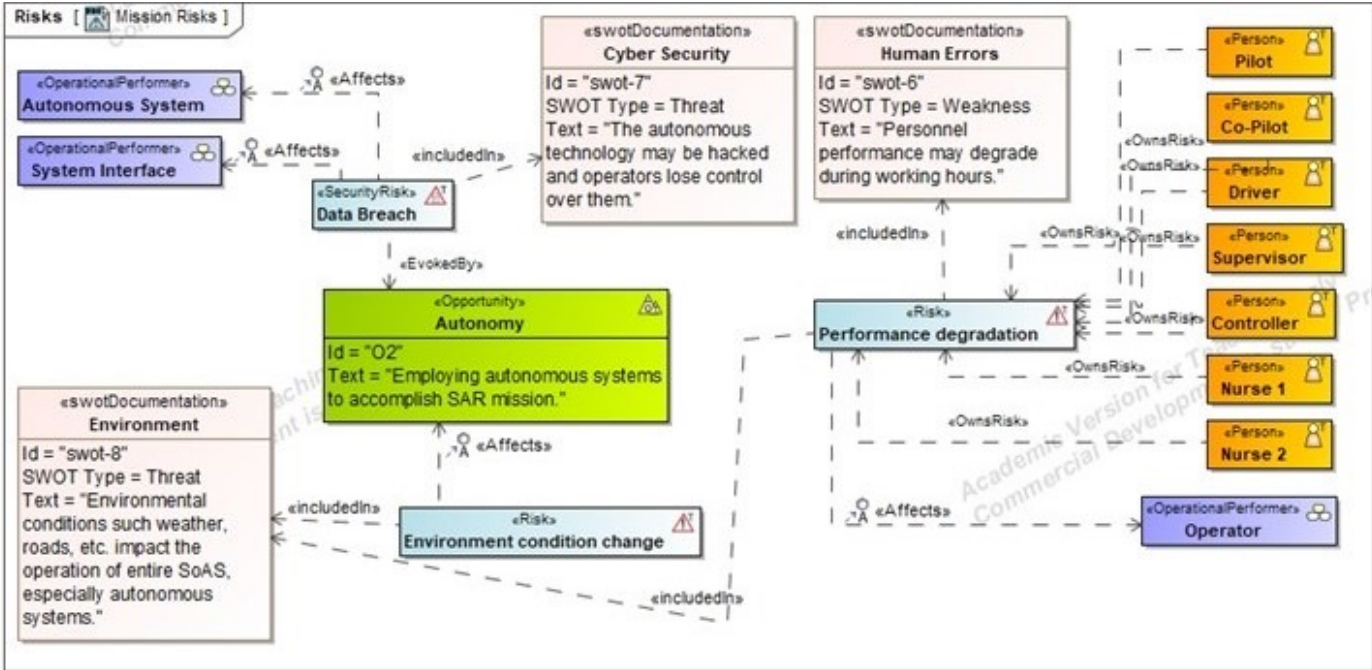 Risks [ Mission Risks ]
«OperationalPerformer»
Autonomous System
«OperationalPerformer»
System Interface
«Affects»
«Affects»
«SecurityRisk»
Data Breach
«includedIn»
«EvokedBy»
«swotDocumentation»
Cyber Security
Id = "swot-7"
SWOT Type = Threat
Text = "The autonomous
technology may be hacked
and operators lose control
over them."
«swotDocumentation»
Human Errors
Id = "swot-6"
SWOT Type = Weakness
Text = "Personnel
performance may degrade
during working hours."
«includedIn»
«Person»
Pilot
«Person»
Co-Pilot
«Person»
Driver
«Person»
Supervisor
«Person»
Controller
«Person»
Nurse 1
«Person»
Nurse 2
«OwnsRisk»
«OwnsRisk»
«OwnsRisk»
«OwnsRisk»
«OwnsRisk»
«OwnsRisk»
«OwnsRisk»
«Opportunity»
Autonomy
Id = "O2"
Text = "Employing autonomous systems
to accomplish SAR mission."
«Risk»
Performance degradation
«swotDocumentation»
Environment
Id = "swot-8"
SWOT Type = Threat
Text = "Environmental
conditions such weather,
roads, etc. impact the
operation of entire SoAS,
especially autonomous
systems."
«Affects»
«includedIn»
«Risk»
Environment condition change
«includedIn»
«Affects»
«OperationalPerformer»
Operator
Academic Version for
Commercial Development